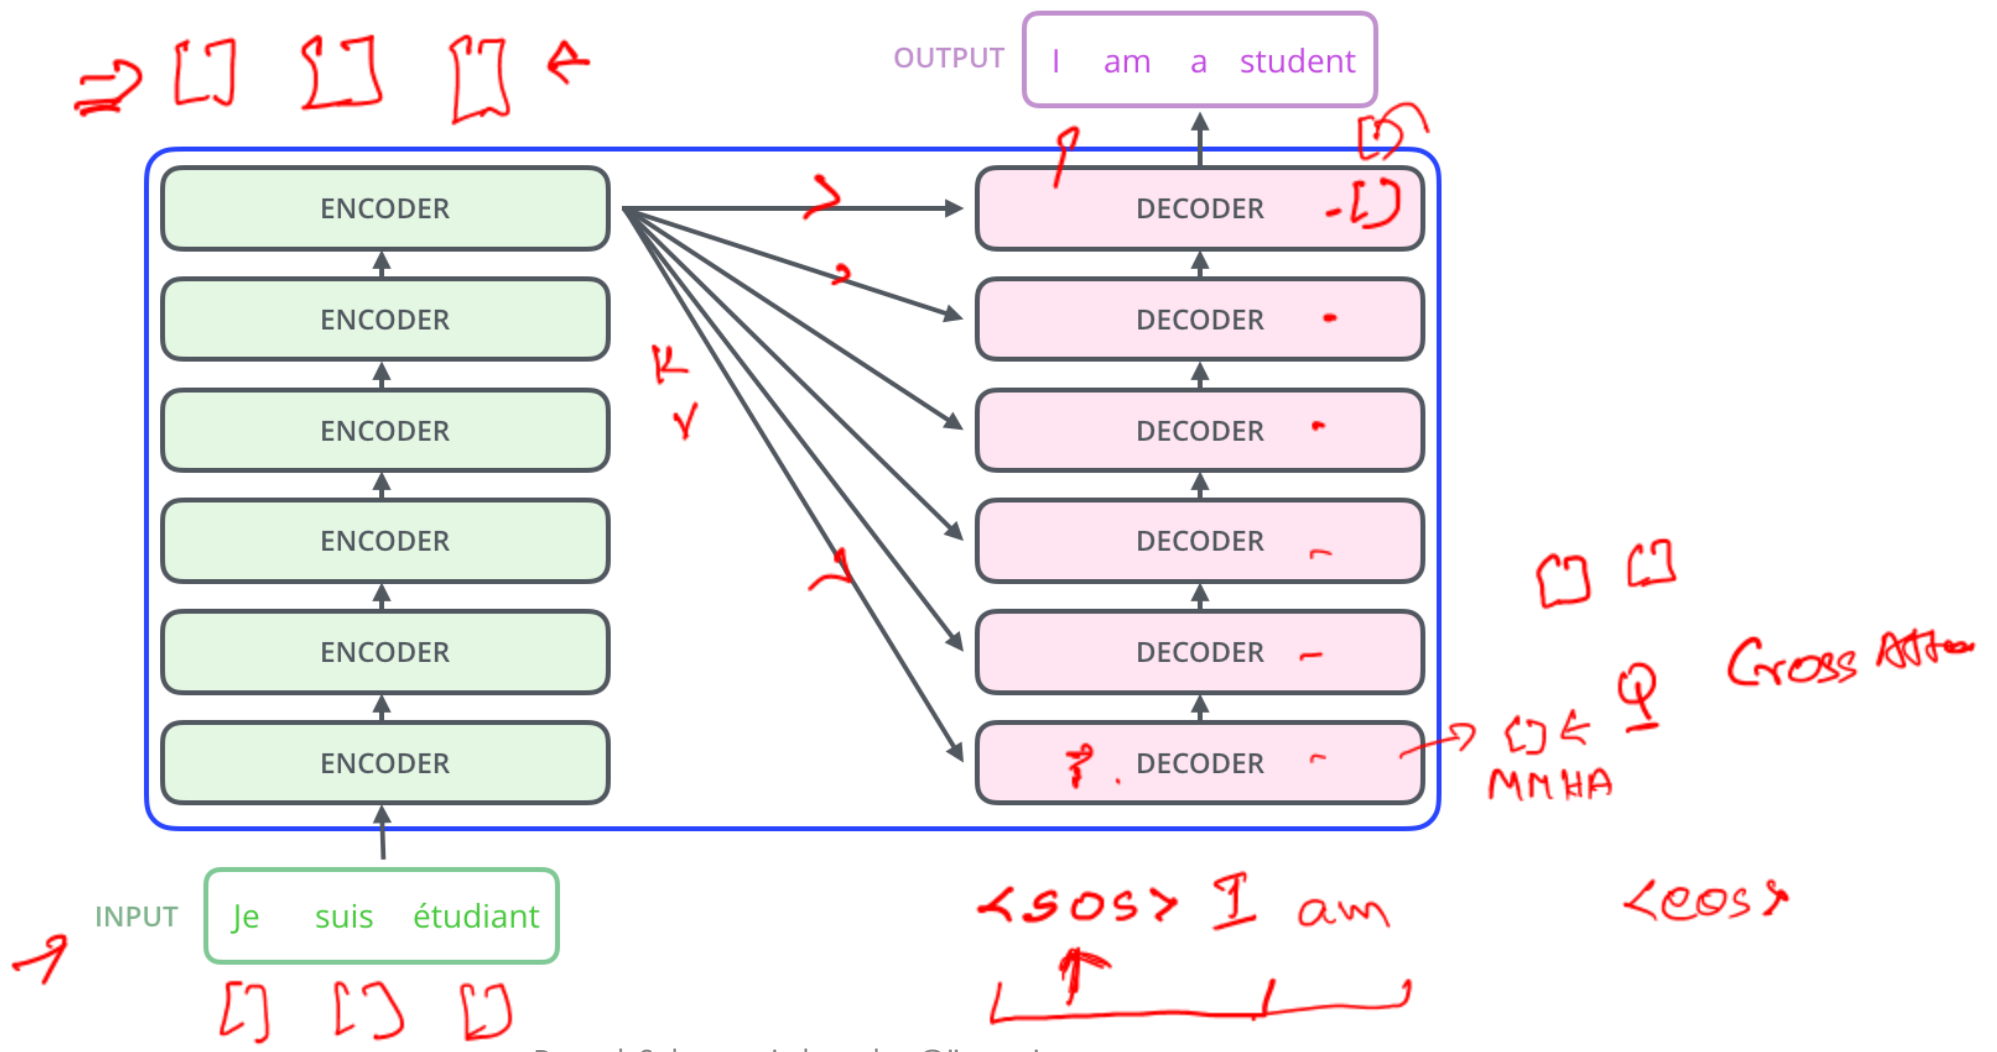 OUTPUT I am a student
ENCODER DECODER
ENCODER DECODER
K
ENCODER DECODER
V
ENCODER DECODER
ENCODER DECODER
Q Cross
ENCODER DECODER
MMHA
INPUT Je suis étudiant
<sos> I am <eos>